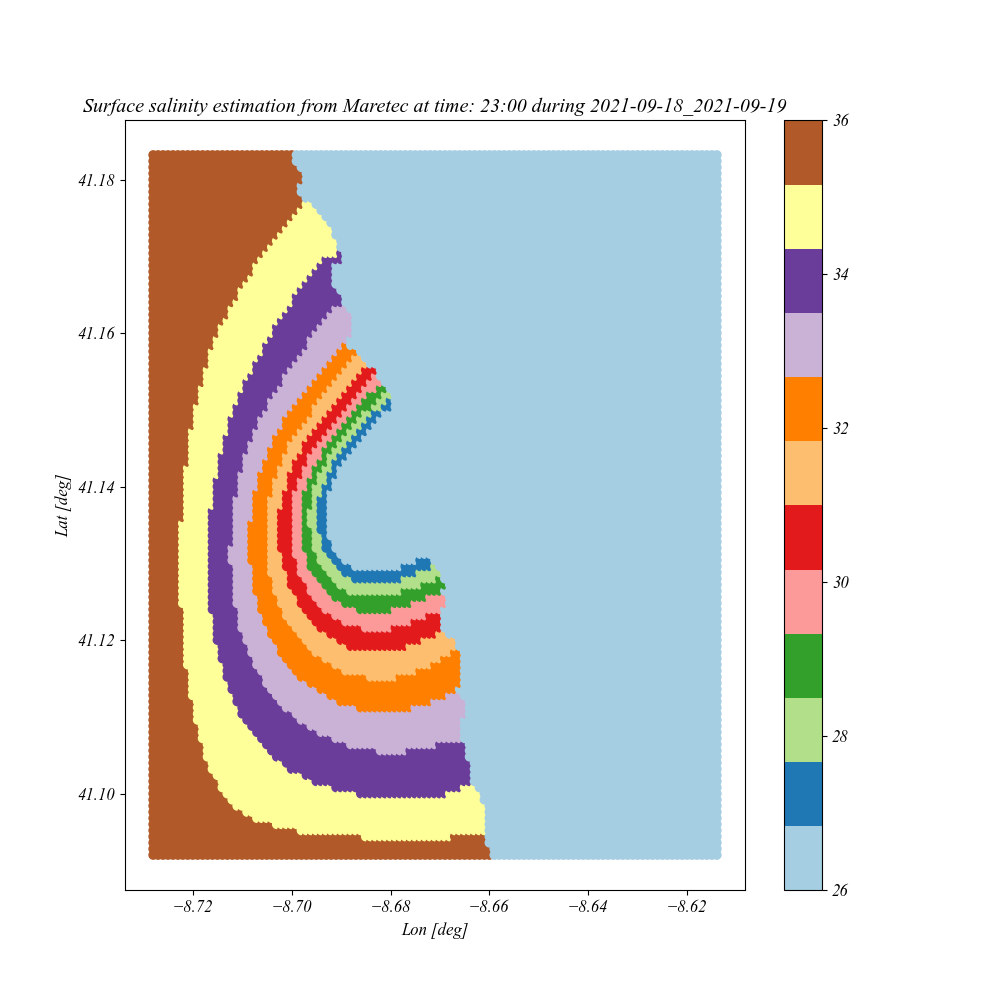 Surface salinity estimation from Maretec at time: 23:00 during 2021-09-18_2021-09-19
36
41.18
34
41.16
32
41.14
Lat [deg]
30
41.12
28
41.10
26
−8.72 −8.70 −8.68 −8.66 −8.64 −8.62
Lon [deg]